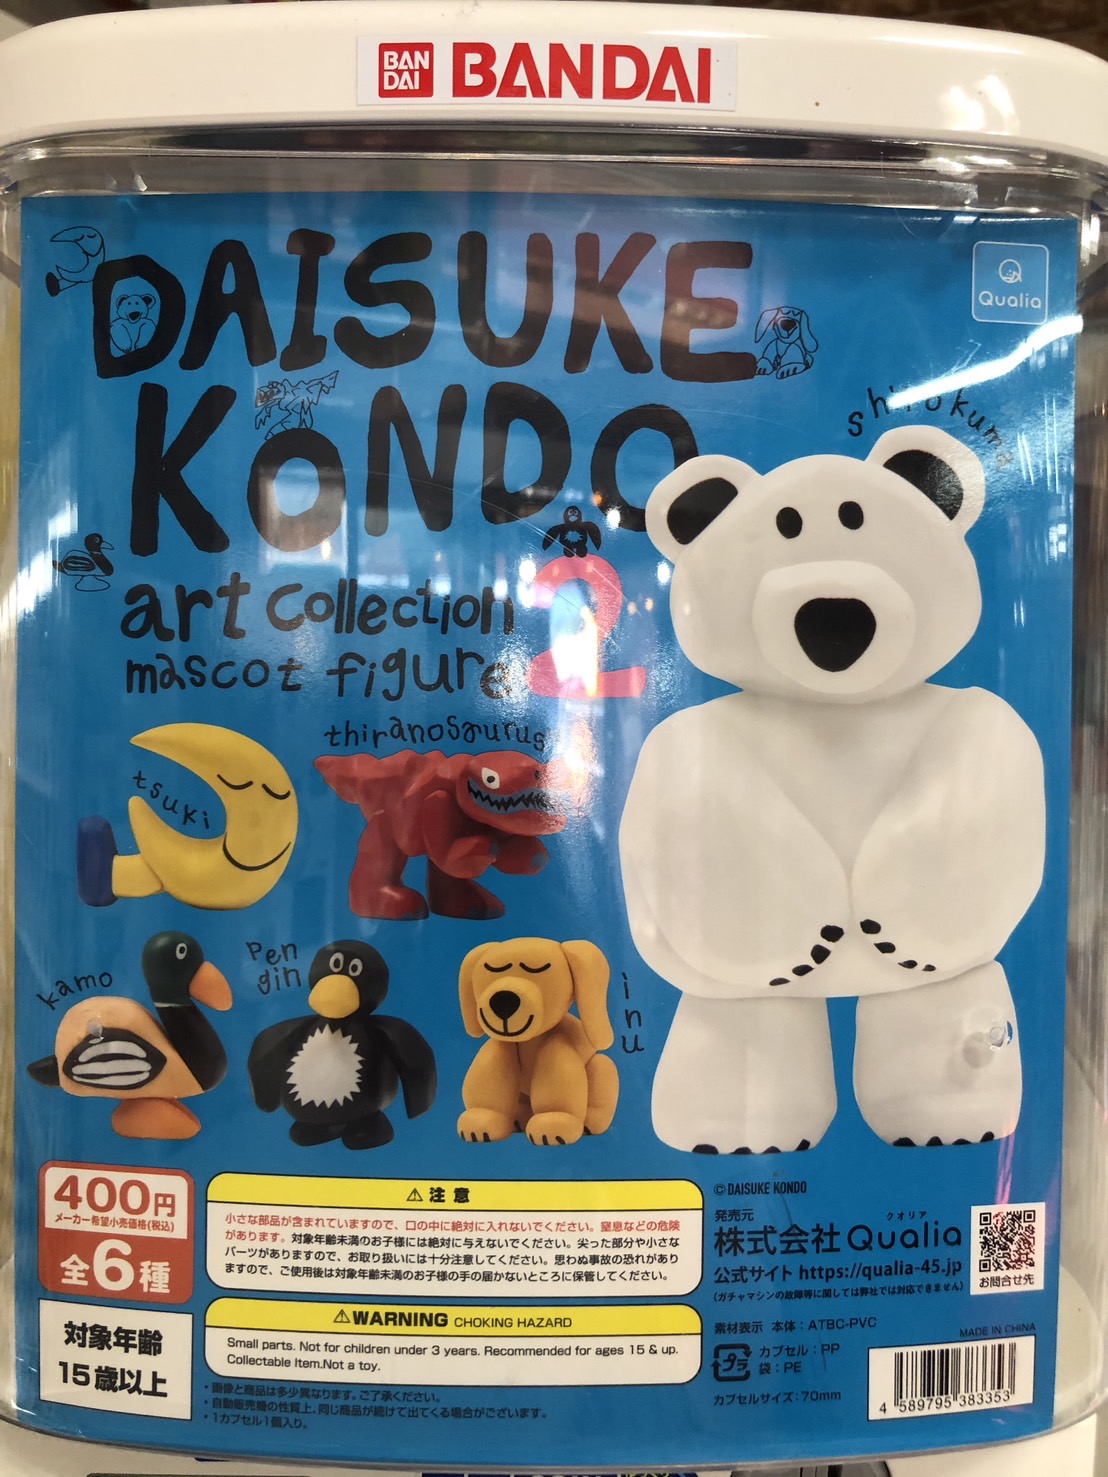 BAN
DAI
BANDAI
DAISUKE
KONDO
art collection
mascot figure
2
Qualia
shirokuma
thiranosaurus
tsuki
kamo
Pen
gin
inu
400円
メーカー希望小売価格(税込)
全6種
対象年齢
15歳以上
⚠注意
小さな部品が含まれていますので、口の中に絶対に入れないでください。窒息などの危険
があります。対象年齢未満のお子様には絶対に与えないでください。尖った部分や小さな
パーツがありますので、お取り扱いには十分注意してください。思わぬ事故の恐れがあり
ますので、ご使用後は対象年齢未満のお子様の手の届かないところに保管してください。
⚠WARNING CHOKING HAZARD
Small parts. Not for children under 3 years. Recommended for ages 15 & up.
Collectable Item.Not a toy.
・画像と商品は多少異なります。ご了承ください。
・自動販売機の性質上、同じ商品が続けて出てくる場合がございます。
・1カプセル1個入り。
©DAISUKE KONDO
発売元
クオリア
株式会社Qualia
公式サイト https://qualia-45.jp
(ガチャマシンの故障等に関しては弊社では対応できません)
お問合せ先
素材表示 本体：ATBC-PVC
プラ
カプセル：PP
袋：PE
カプセルサイズ：70mm
MADE IN CHINA
4 589795 383353